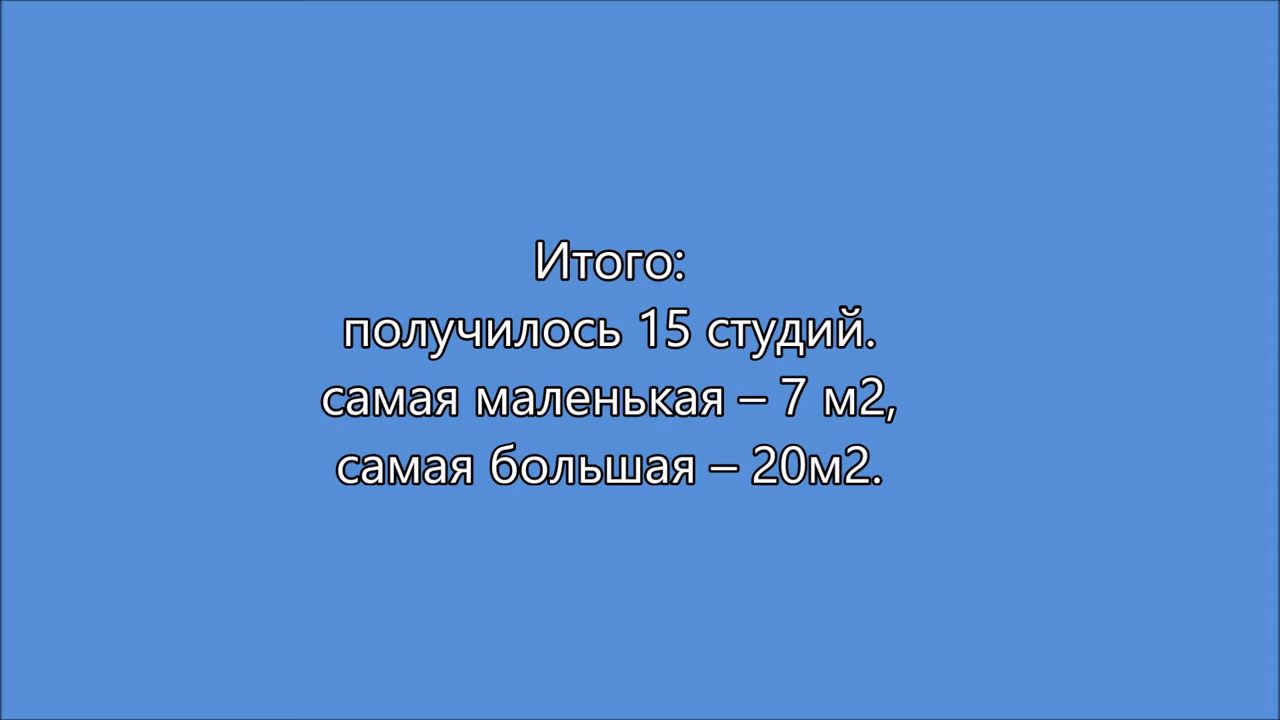 Итого:
получилось 15 студий.
самая маленькая – 7 м2,
самая большая – 20м2.